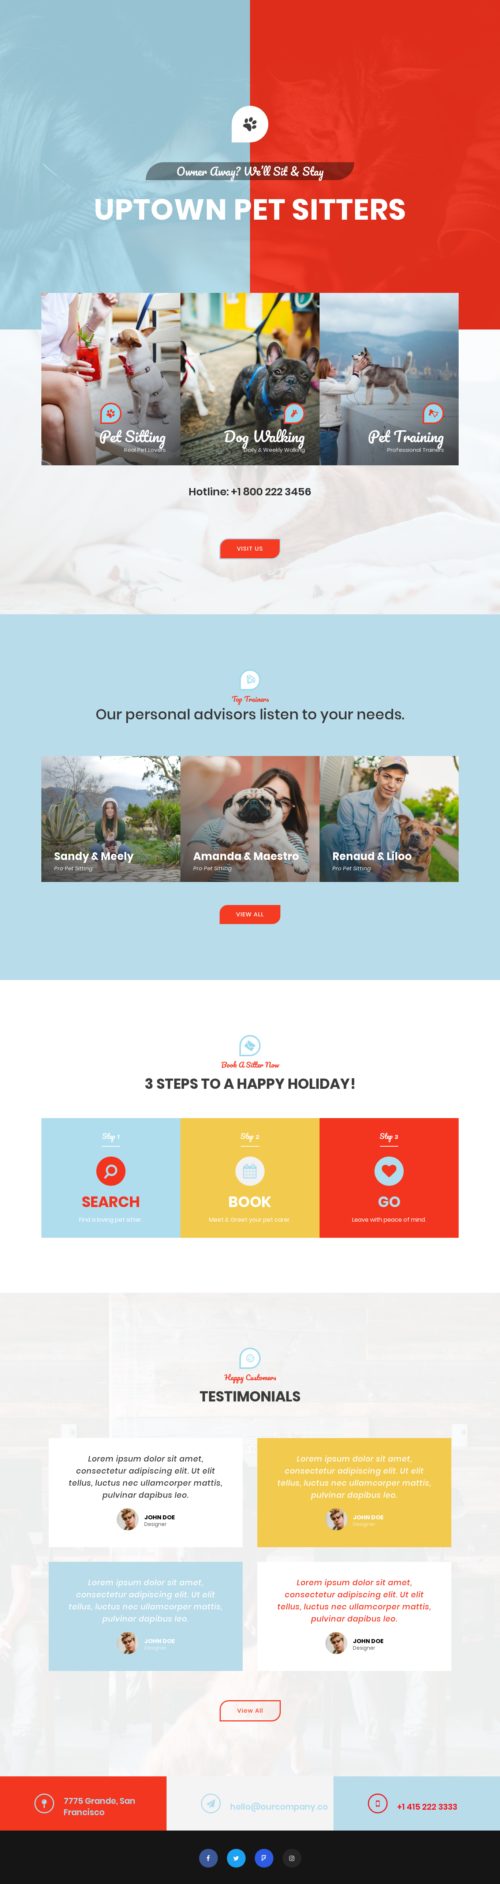 Owner Away? We'll Sit & Stay
UPTOWN PET SITTERS
Pet Sitting
Real Pet Lovers
Dog Walking
Daily & Weekly Walking
Pet Training
Professional Trainers
Hotline: +1 800 222 3456
VISIT US
Top Trainers
Our personal advisors listen to your needs.
Sandy & Meely
Pro Pet Sitting
Amanda & Maestro
Pro Pet Sitting
Renaud & Liloo
Pro Pet Sitting
VIEW ALL
Book A Sitter Now
3 STEPS TO A HAPPY HOLIDAY!
Step 1
SEARCH
Find a loving pet sitter.
Step 2
BOOK
Meet & Greet your pet carer.
Step 3
GO
Leave with peace of mind.
Happy Customers
TESTIMONIALS
Lorem ipsum dolor sit amet,
consectetur adipiscing elit. Ut elit
tellus, luctus nec ullamcorper mattis,
pulvinar dapibus leo.
JOHN DOE
Designer
Lorem ipsum dolor sit amet,
consectetur adipiscing elit. Ut elit
tellus, luctus nec ullamcorper mattis,
pulvinar dapibus leo.
JOHN DOE
Designer
Lorem ipsum dolor sit amet,
consectetur adipiscing elit. Ut elit
tellus, luctus nec ullamcorper mattis,
pulvinar dapibus leo.
JOHN DOE
Designer
Lorem ipsum dolor sit amet,
consectetur adipiscing elit. Ut elit
tellus, luctus nec ullamcorper mattis,
pulvinar dapibus leo.
JOHN DOE
Designer
View All
7775 Grande, San
Francisco
hello@ourcompany.co
+1 415 222 3333